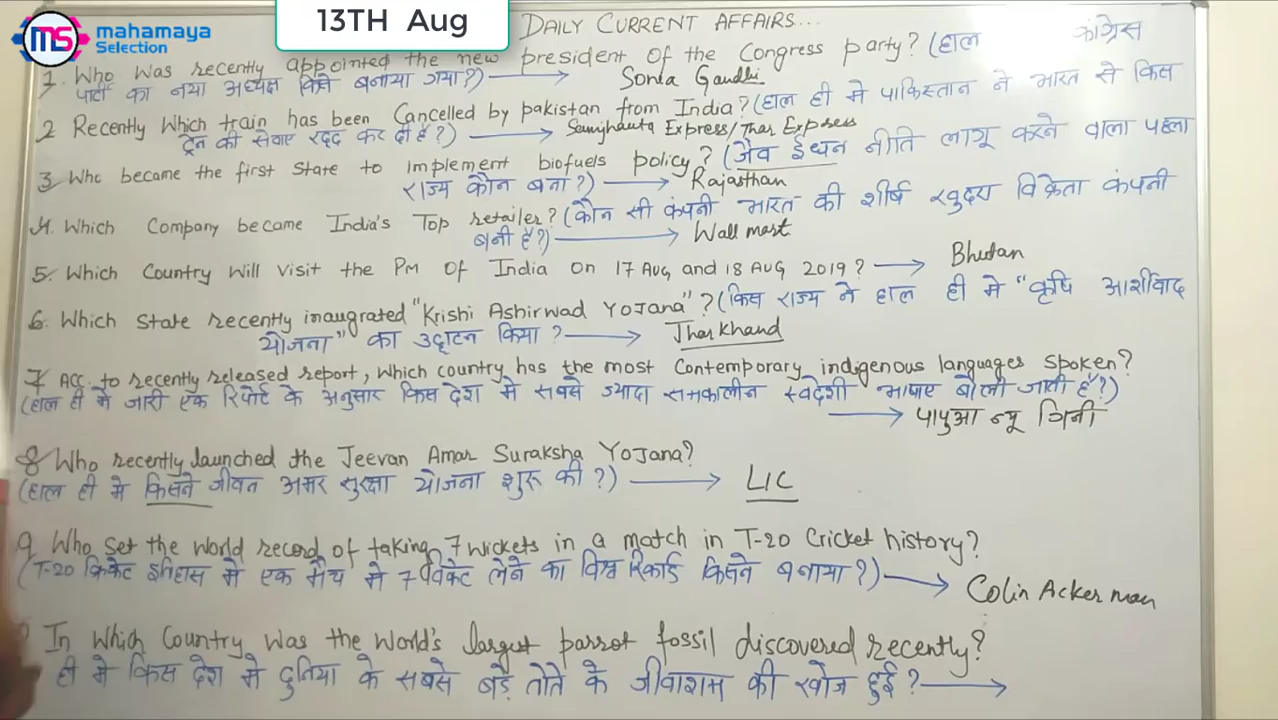 mahamaya
Selection
13TH Aug
DAILY CURRENT AFFAIRS...
1. Who was recently appointed the new president of the Congress party? (हाल कांग्रेस
पार्टी का नया अध्यक्ष किसे बनाया गया?) → Sonia Gandhi
2 Recently Which train has been Cancelled by pakistan from India? (हाल ही मे पाकिस्तान ने भारत से किस
ट्रेन की सेवाए रद्द कर दी है?) → Samjhauta Express/Thar Express
3. Who became the first State to implement biofuels policy? (जैव ईंधन नीति लागू करने वाला पहला
राज्य कौन बना?) → Rajasthan
4. Which Company became India's Top retailer? (कौन सी कंपनी भारत की शीर्ष खुदरा विक्रेता कंपनी
बनी है?) → Wall mart
5. Which Country Will visit the PM Of India on 17 Aug and 18 AUG 2019? → Bhutan
6. Which State recently inaugrated "Krishi Ashirwad YoJana"? (किस राज्य ने हाल ही मे "कृषि आर्शीवाद
योजना" का उद्घाटन किया? → Jharkhand
7 Acc. to recently released report, Which country has the most Contemporary indigenous languages spoken?
(हाल ही मे जारी एक रिपोर्ट के अनुसार किस देश मे सबसे ज्यादा समकालीन स्वदेशी भाषाए बोली जाती है?)
→ पापुआ न्यू गिनी
8 Who recently launched the Jeevan Amar Suraksha YoJana?
(हाल ही मे किसने जीवन अमर सुरक्षा योजना शुरू की?) → LIC
9 Who Set the World record of taking 7 wickets in a match in T-20 Cricket history?
(T-20 क्रिकेट इतिहास मे एक मैच मे 7 विकेट लेने का विश्व रिकार्ड किसने बनाया?) → Colin Ackerman
In which Country Was the World's largest parrot fossil discovered recently?
ही मे किस देश मे दुनिया के सबसे बड़े तोते के जीवाशम की खोज हुई? →